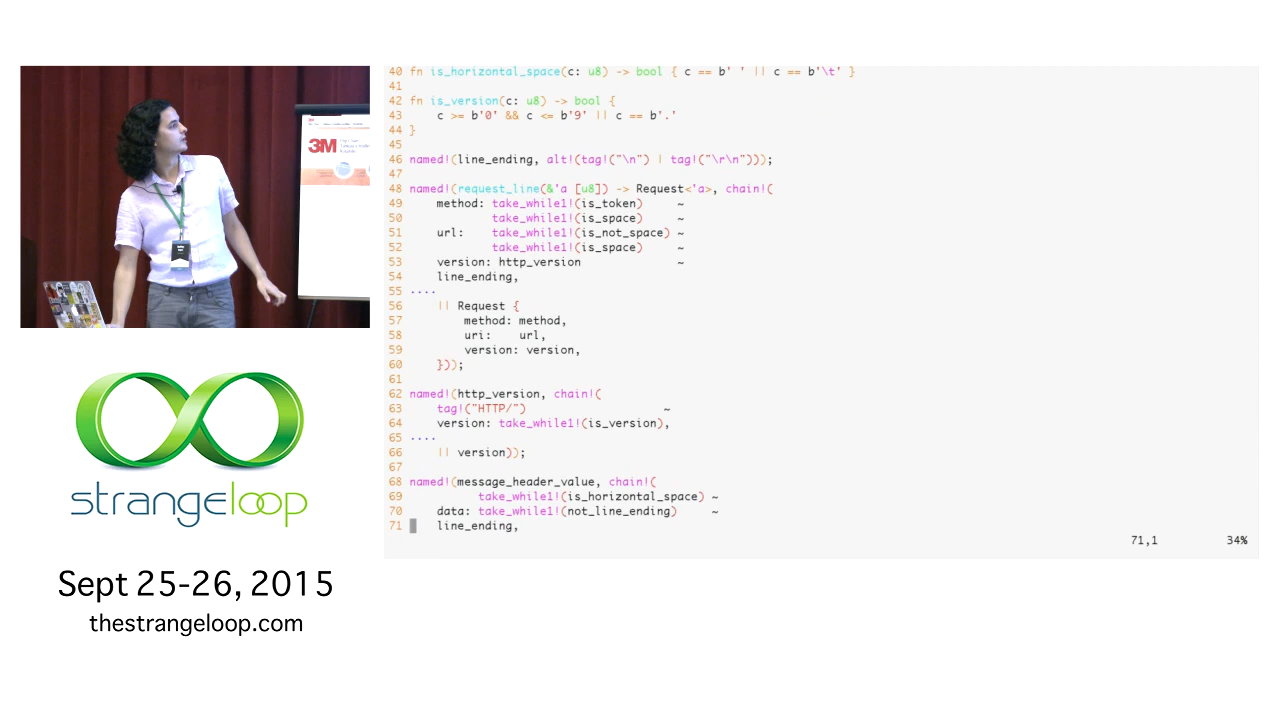 40 fn is_horizontal_space(c: u8) -> bool { c == b' ' || c == b'\t' }
41
42 fn is_version(c: u8) -> bool {
43     c >= b'0' && c <= b'9' || c == b'.'
44 }
45
46 named!(line_ending, alt!(tag!("\n") | tag!("\r\n")));
47
48 named!(request_line(&'a [u8]) -> Request<'a>, chain!(
49     method: take_while1!(is_token)     ~
50             take_while1!(is_space)     ~
51     url:    take_while1!(is_not_space) ~
52             take_while1!(is_space)     ~
53     version: http_version              ~
54     line_ending,
55 ....
56     || Request {
57         method: method,
58         uri:    url,
59         version: version,
60     }));
61
62 named!(http_version, chain!(
63     tag!("HTTP/")                    ~
64     version: take_while1!(is_version),
65 ....
66     || version));
67
68 named!(message_header_value, chain!(
69           take_while1!(is_horizontal_space) ~
70     data: take_while1!(not_line_ending)     ~
71     line_ending,
71,1 34%
3M
strangeloop
Sept 25-26, 2015
thestrangeloop.com